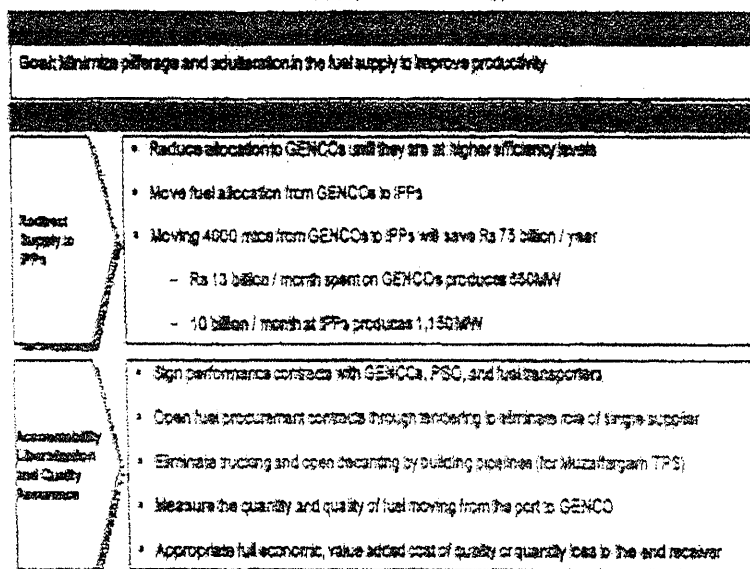 Goal: Minimize pilferage and adulteration in the fuel supply to improve productivity
Redirect
Supply to
IPPs
• Reduce allocation to GENCOs until they are at higher efficiency levels
• Move fuel allocation from GENCOs to IPPs
• Moving 4000 from GENCOs to IPPs will save Rs 75 billion / year
– Rs 13 billion / month spent on GENCOs produces 650MW
– 10 billion / month at IPPs produces 1,150MW
Accountability
Liberalization
and Quality
Assurance
• Sign performance contracts with GENCOs, PSO, and fuel transporters
• Open fuel procurement contracts through tendering to eliminate role of single supplier
• Eliminate trucking and open decanting by building pipelines (for Muzaffargarh TPS)
• Measure the quantity and quality of fuel moving from the port to GENCO
• Appropriate full economic, value added cost of quality or quantity loss to the end receiver